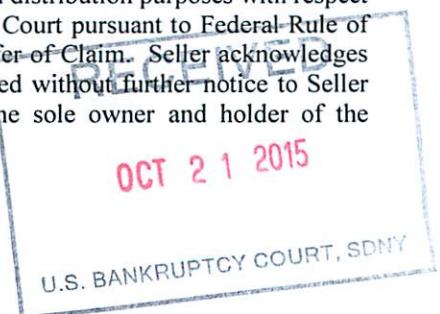 distribution purposes with respect
Court pursuant to Federal Rule of
fer of Claim. Seller acknowledges
ed without further notice to Seller
ne sole owner and holder of the
RECEIVED
OCT 21 2015
U.S. BANKRUPTCY COURT, SDNY